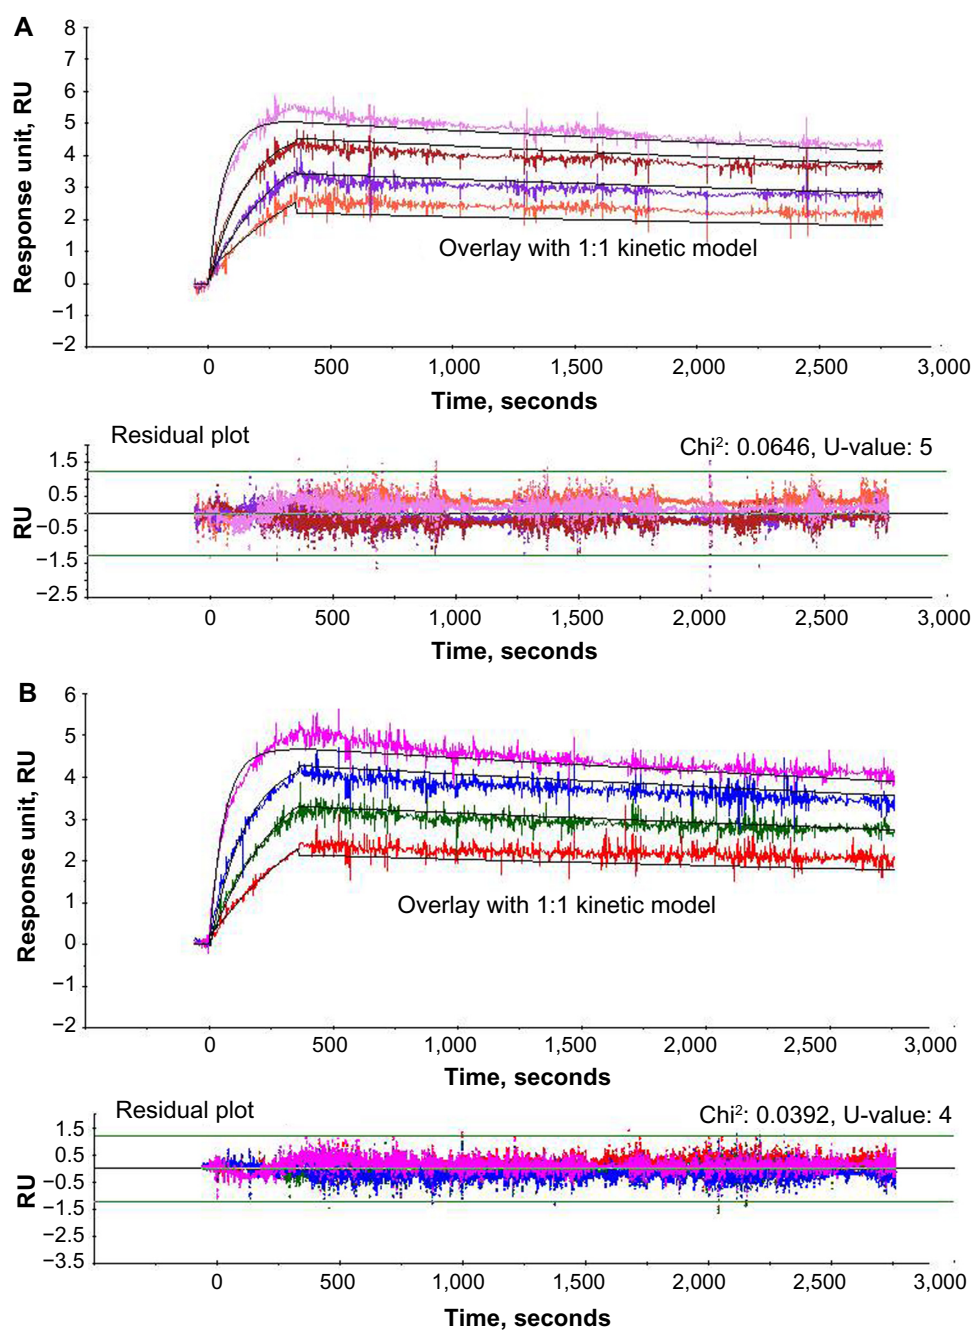 A
Response unit, RU
8
7
6
5
4
3
2
1
0
−1
−2
Overlay with 1:1 kinetic model
0 500 1,000 1,500 2,000 2,500 3,000
Time, seconds
Residual plot
Chi²: 0.0646, U-value: 5
RU
1.5
0.5
−0.5
−1.5
−2.5
0 500 1,000 1,500 2,000 2,500 3,000
Time, seconds
B
Response unit, RU
6
5
4
3
2
1
0
−1
−2
Overlay with 1:1 kinetic model
0 500 1,000 1,500 2,000 2,500 3,000
Time, seconds
Residual plot
Chi²: 0.0392, U-value: 4
RU
1.5
0.5
−0.5
−1.5
−2.5
−3.5
0 500 1,000 1,500 2,000 2,500 3,000
Time, seconds